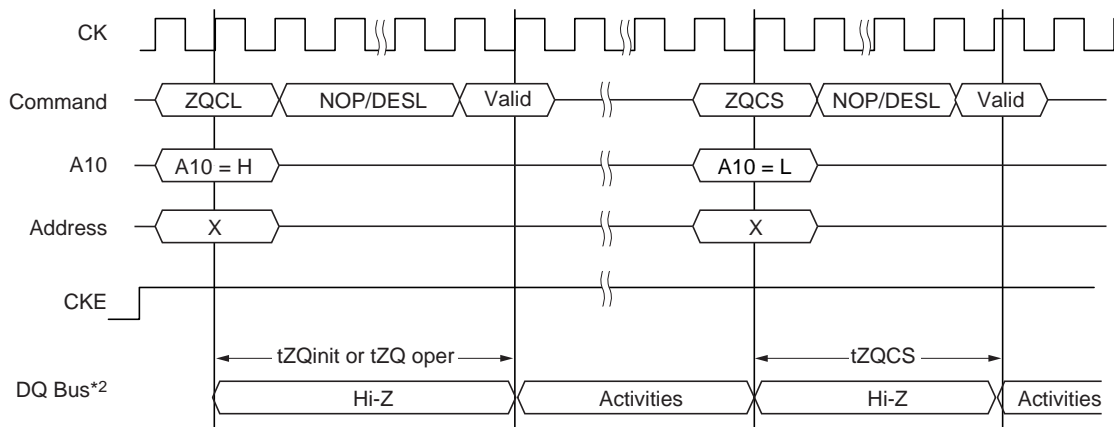 CK
Command ZQCL NOP/DESL Valid ZQCS NOP/DESL Valid
A10 A10 = H A10 = L
Address X X
CKE
tZQinit or tZQ oper tZQCS
DQ Bus*2 Hi-Z Activities Hi-Z Activities